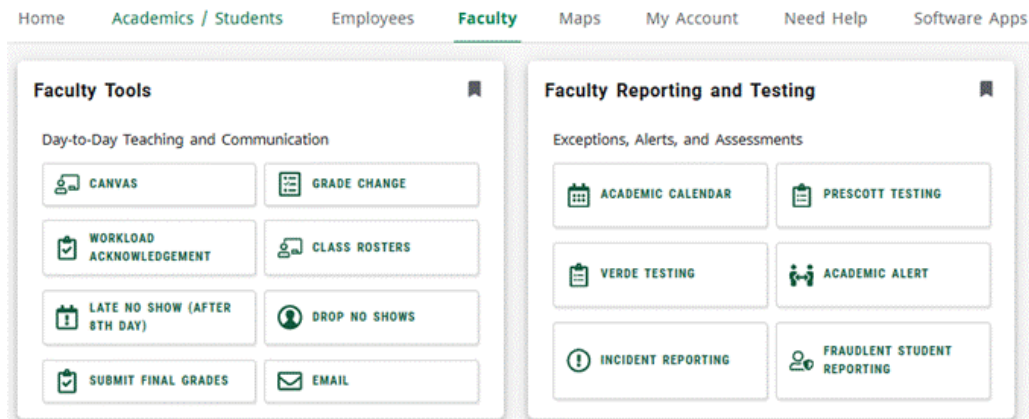 Home Academics / Students Employees Faculty Maps My Account Need Help Software Apps
Faculty Tools
Day-to-Day Teaching and Communication
CANVAS
GRADE CHANGE
WORKLOAD
ACKNOWLEDGEMENT
CLASS ROSTERS
LATE NO SHOW (AFTER
8TH DAY)
DROP NO SHOWS
SUBMIT FINAL GRADES
EMAIL
Faculty Reporting and Testing
Exceptions, Alerts, and Assessments
ACADEMIC CALENDAR
PRESCOTT TESTING
VERDE TESTING
ACADEMIC ALERT
INCIDENT REPORTING
FRAUDLENT STUDENT
REPORTING